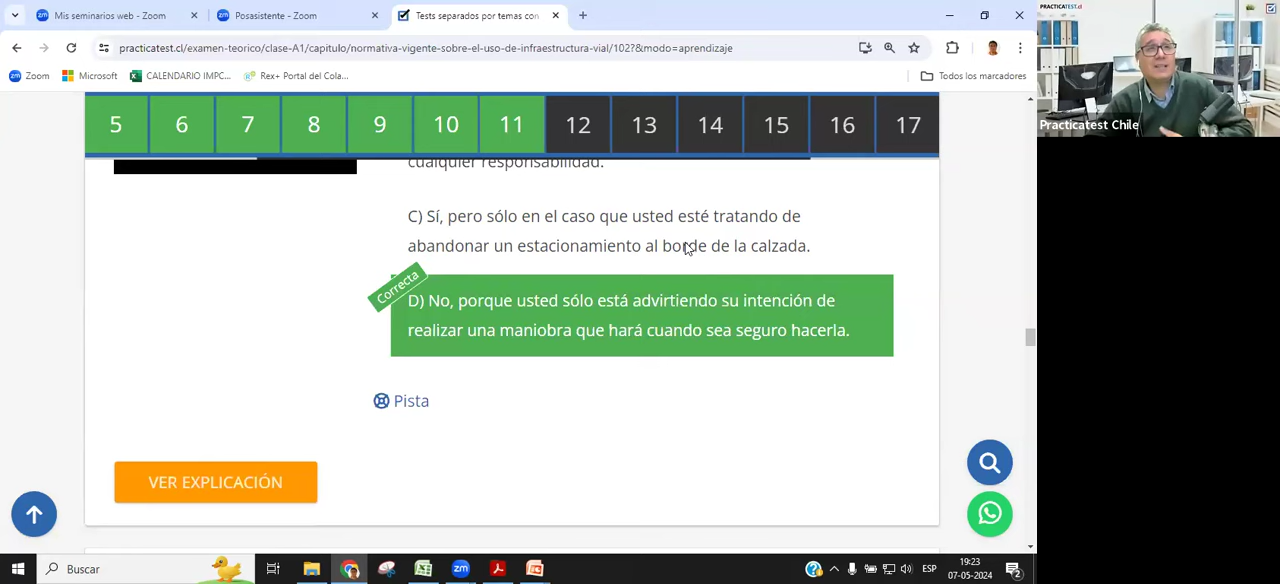 Mis seminarios web - Zoom
Posasistente - Zoom
Tests separados por temas con
practicatest.cl/examen-teorico/clase-A1/capitulo/normativa-vigente-sobre-el-uso-de-infraestructura-vial/1027&modo=aprendizaje
Zoom
Microsoft
CALENDARIO IMPC...
Rex+ Portal del Cola...
Todos los marcadores
PRACTICATEST.cl
Practicatest Chile
5 6 7 8 9 10 11 12 13 14 15 16 17
cualquier responsabilidad.
C) Sí, pero sólo en el caso que usted esté tratando de
abandonar un estacionamiento al borde de la calzada.
Correcta
D) No, porque usted sólo está advirtiendo su intención de
realizar una maniobra que hará cuando sea seguro hacerla.
Pista
VER EXPLICACIÓN
Buscar
ESP
19:23
07-05-2024
2